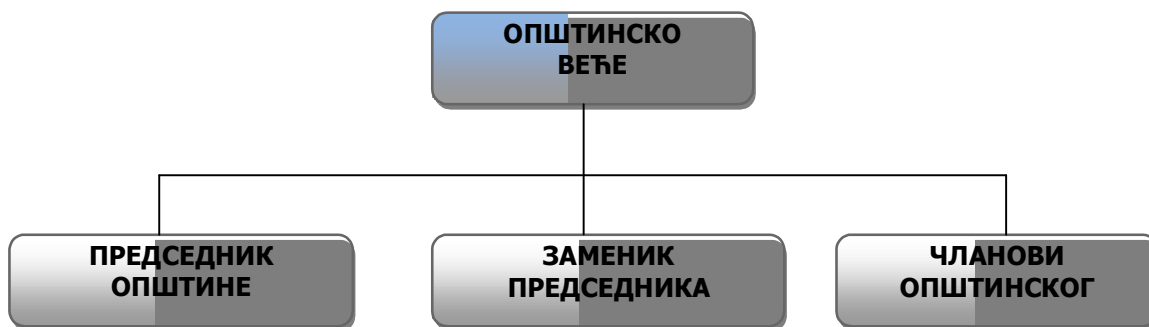 ОПШТИНСКО
ВЕЋЕ
ПРЕДСЕДНИК
ОПШТИНЕ
ЗАМЕНИК
ПРЕДСЕДНИКА
ЧЛАНОВИ
ОПШТИНСКОГ